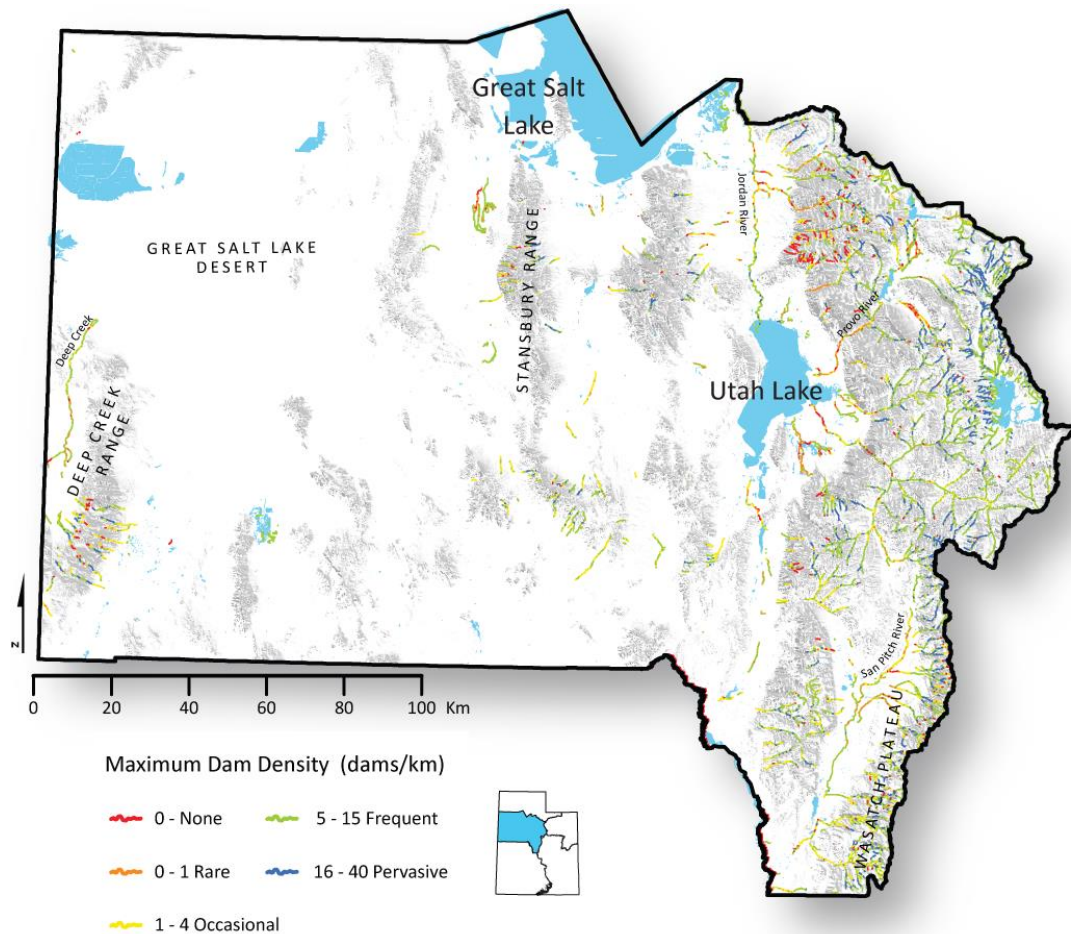 Great Salt
Lake
Jordan River
GREAT SALT LAKE
DESERT
STANSBURY RANGE
Provo River
Deep Creek
Utah Lake
DEEP CREEK
RANGE
San Pitch River
WASATCH PLATEAU
N
0 20 40 60 80 100 Km
Maximum Dam Density (dams/km)
0 - None
5 - 15 Frequent
0 - 1 Rare
16 - 40 Pervasive
1 - 4 Occasional